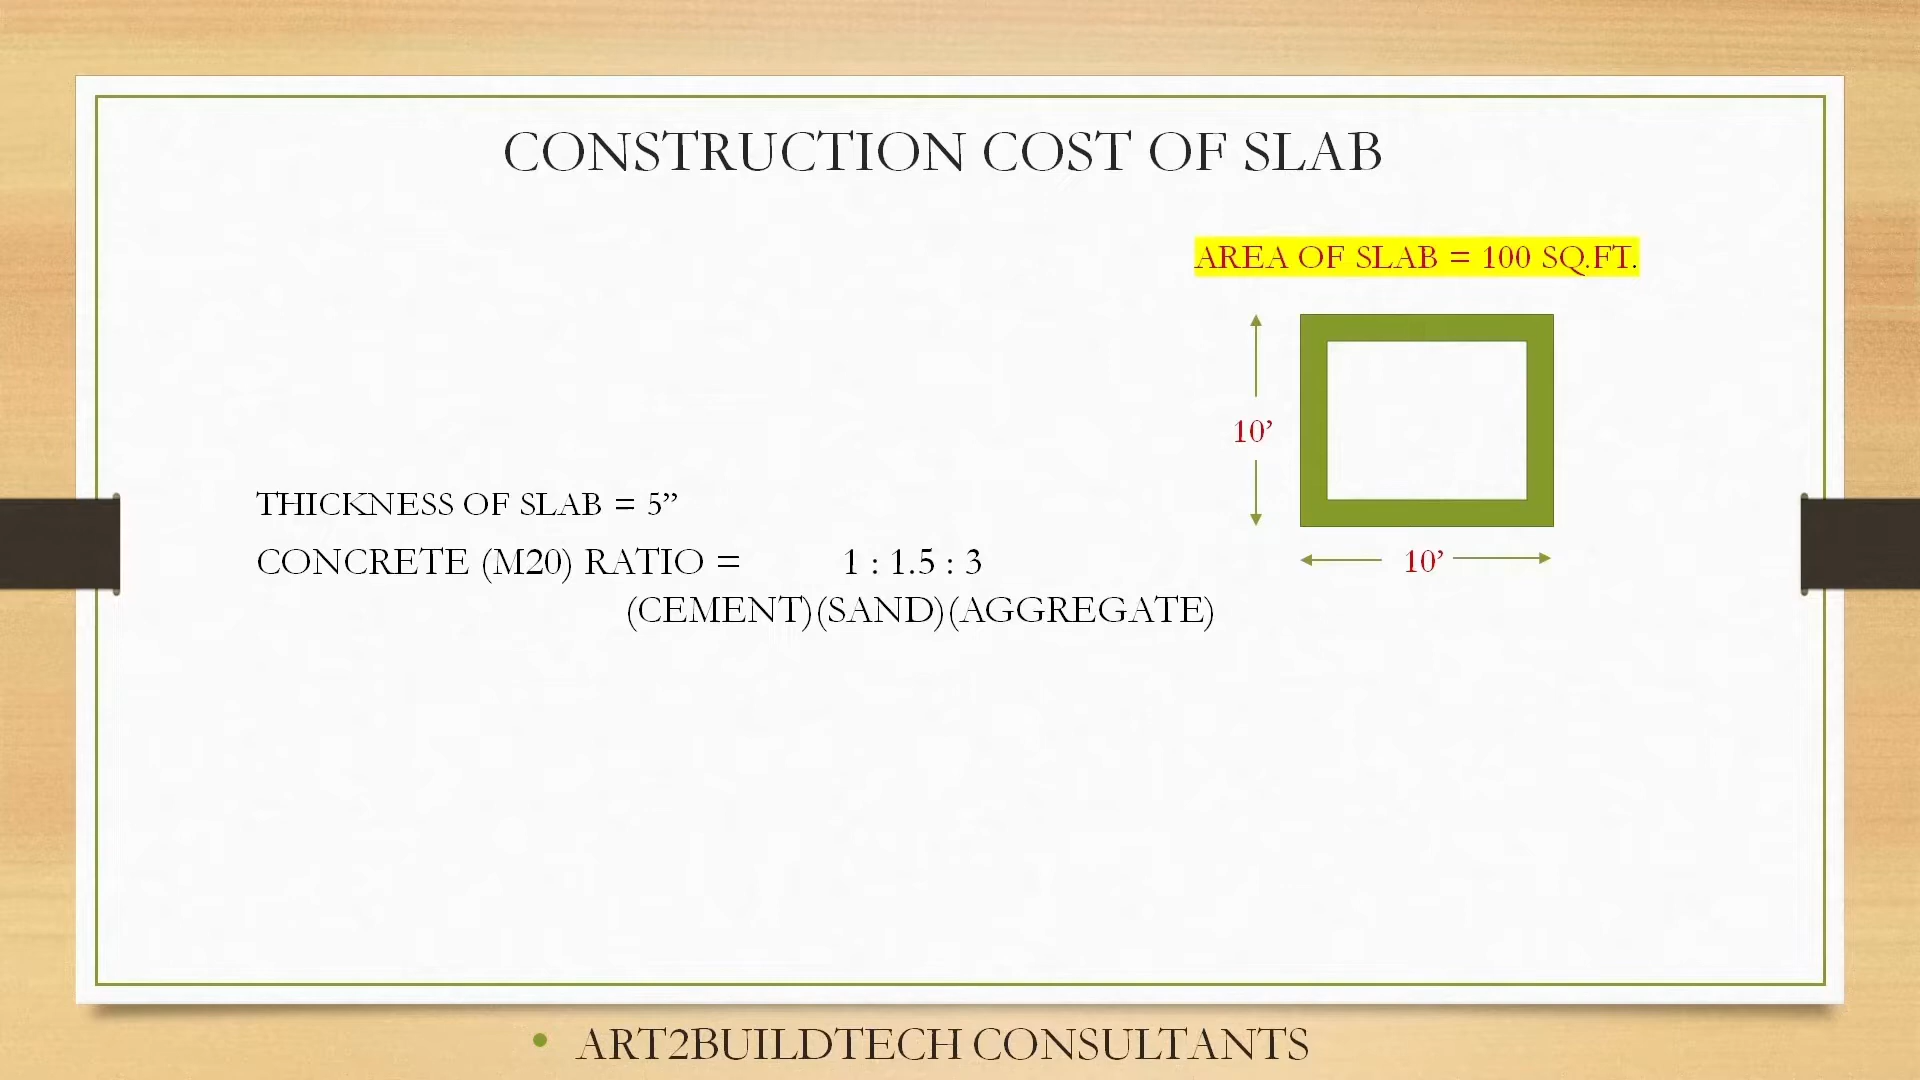 CONSTRUCTION COST OF SLAB
AREA OF SLAB = 100 SQ.FT.
10’
THICKNESS OF SLAB = 5”
CONCRETE (M20) RATIO = 1 : 1.5 : 3
10’
(CEMENT)(SAND)(AGGREGATE)
• ART2BUILDTECH CONSULTANTS